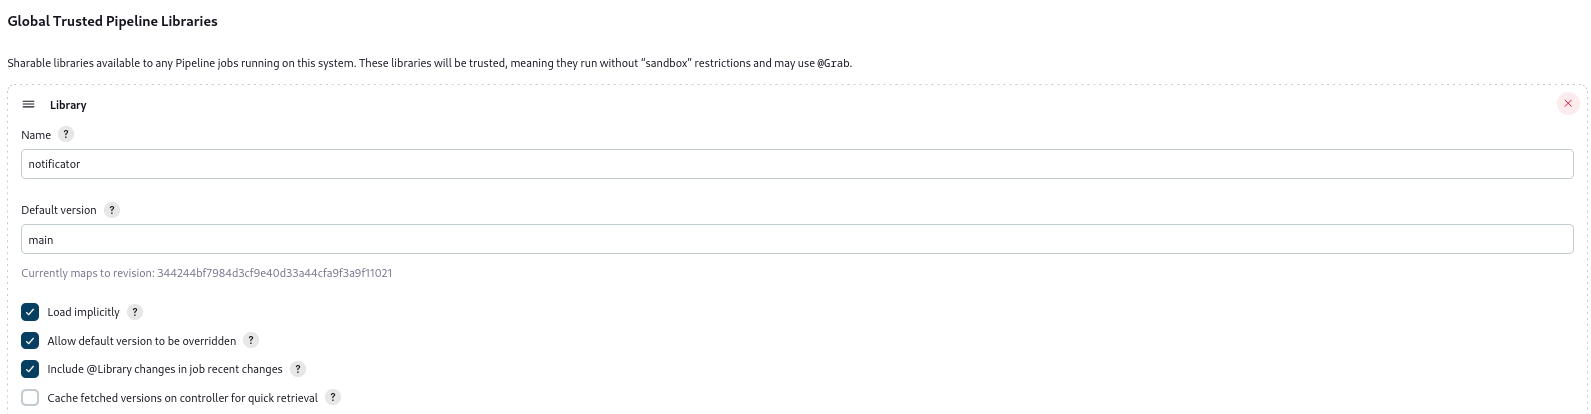 Global Trusted Pipeline Libraries
Sharable libraries available to any Pipeline jobs running on this system. These libraries will be trusted, meaning they run without “sandbox” restrictions and may use @Grab.
Library
Name ?
notificator
Default version ?
main
Currently maps to revision: 344244bf7984d3cf9e40d33a44cfa9f3a9f11021
Load implicitly ?
Allow default version to be overridden ?
Include @Library changes in job recent changes ?
Cache fetched versions on controller for quick retrieval ?